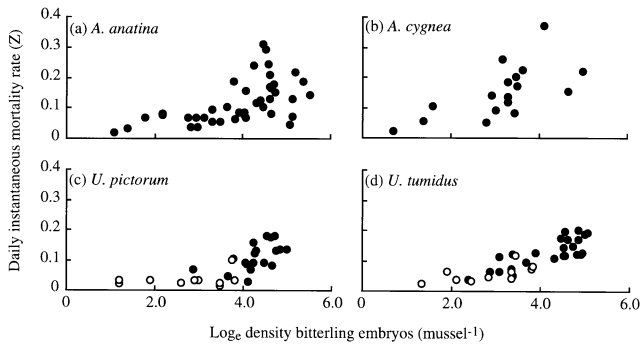 0.4 (a) A. anatina (b) A. cygnea
0.3
0.2
0.1
0
0.4 (c) U. pictorum (d) U. tumidus
0.3
0.2
0.1
0
0 2.0 4.0 6.0 0 2.0 4.0 6.0
Daily instantaneous mortality rate (Z)
Logₑ density bitterling embryos (mussel⁻¹)